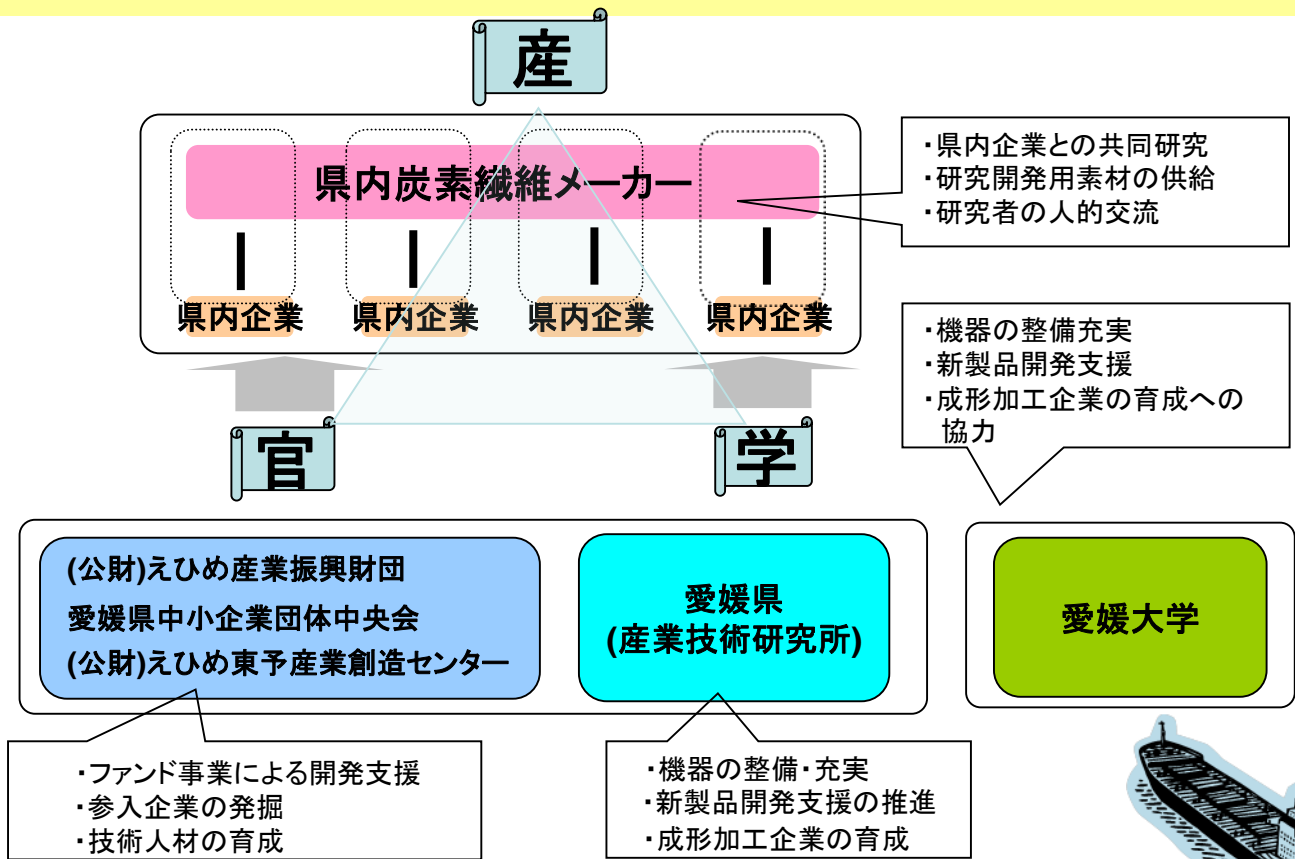 産
県内炭素繊維メーカー
県内企業
県内企業
県内企業
県内企業
・県内企業との共同研究
・研究開発用素材の供給
・研究者の人的交流
・機器の整備充実
・新製品開発支援
・成形加工企業の育成への
協力
官
学
(公財)えひめ産業振興財団
愛媛県中小企業団体中央会
(公財)えひめ東予産業創造センター
愛媛県
(産業技術研究所)
愛媛大学
・ファンド事業による開発支援
・参入企業の発掘
・技術人材の育成
・機器の整備・充実
・新製品開発支援の推進
・成形加工企業の育成